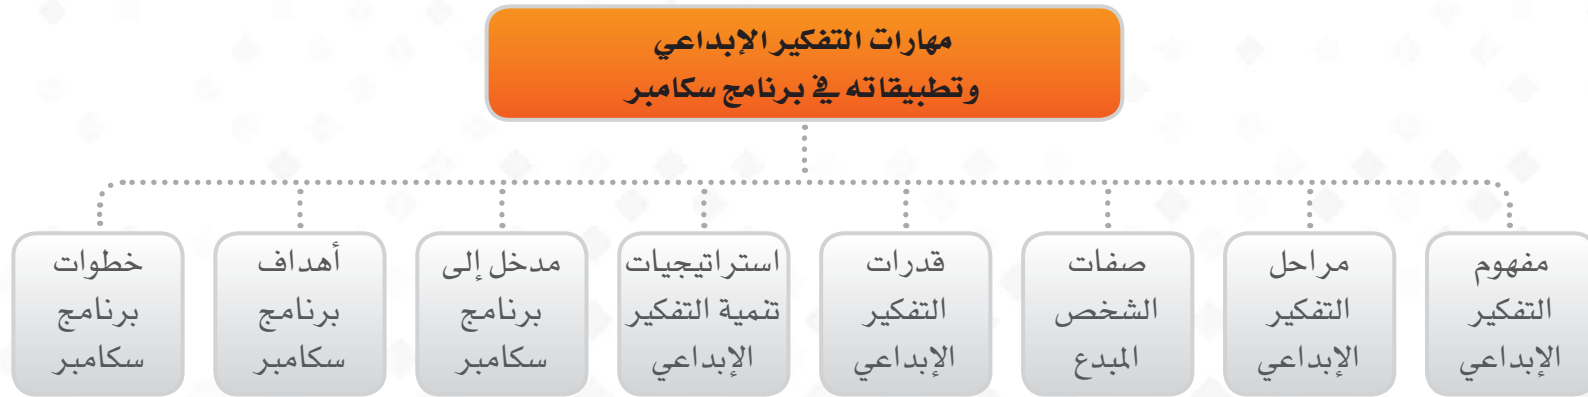 مهارات التفكير الإبداعي
وتطبيقاته في برنامج سكامبر
مفهوم
التفكير
الإبداعي
مراحل
التفكير
الإبداعي
صفات
الشخص
المبدع
قدرات
التفكير
الإبداعي
استراتيجيات
تنمية التفكير
الإبداعي
مدخل إلى
برنامج
سكامبر
أهداف
برنامج
سكامبر
خطوات
برنامج
سكامبر